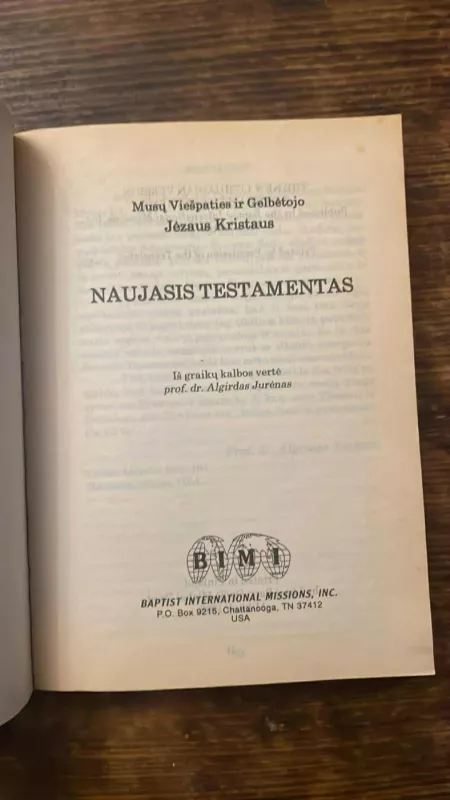 Musų Viešpaties ir Gelbėtojo
Jėzaus Kristaus
NAUJASIS TESTAMENTAS
Iš graikų kalbos vertė
prof. dr. Algirdas Jurėnas
BIMI
BAPTIST INTERNATIONAL MISSIONS, INC.
P.O. Box 9215, Chattanooga, TN 37412
USA